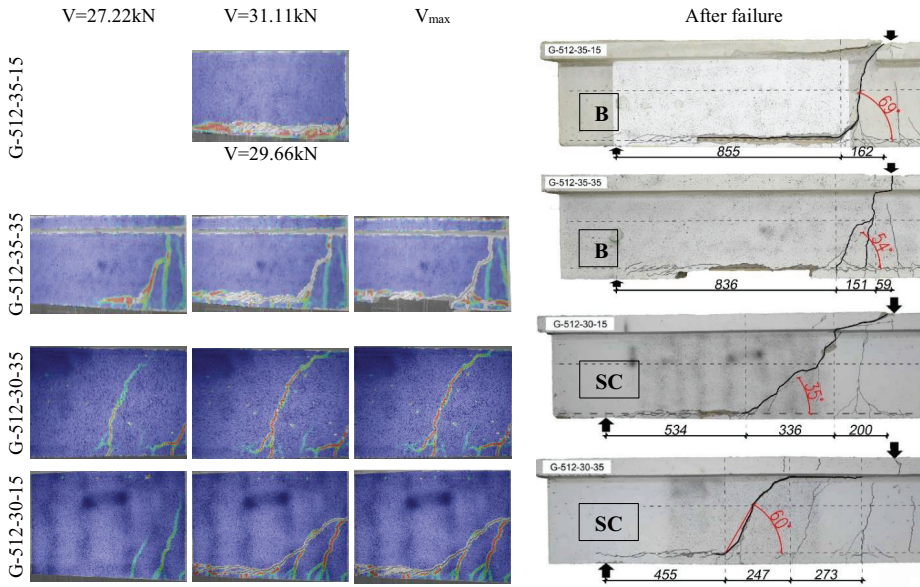 V=27.22kN V=31.11kN Vmax After failure
G-512-35-15
V=29.66kN
G-512-35-15
B
69°
855 162
G-512-35-35
G-512-35-35
B
54°
836 151 59
G-512-30-35
G-512-30-15
SC
35°
534 336 200
G-512-30-15
G-512-30-35
SC
60°
455 247 273